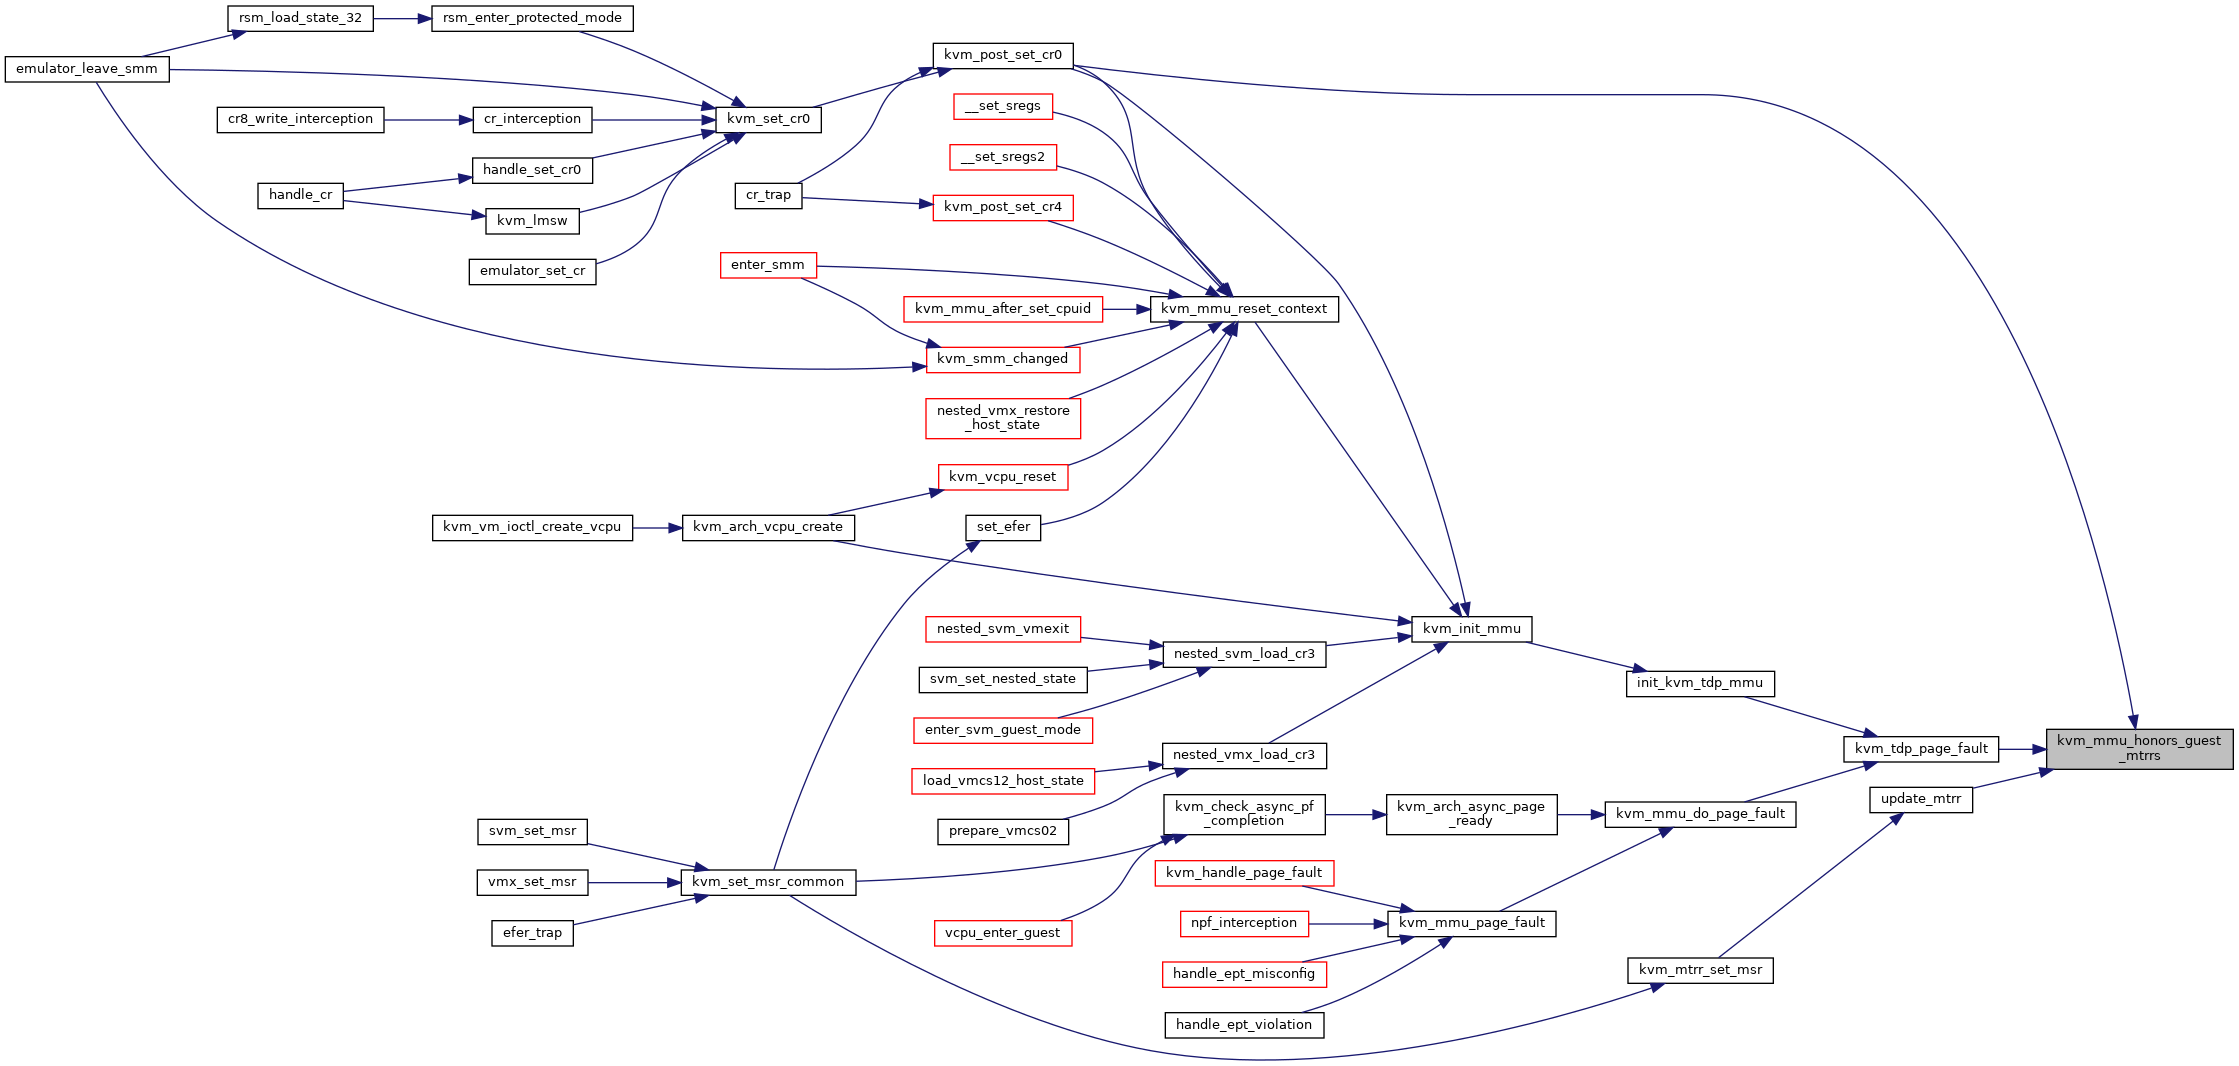 rsm_load_state_32
rsm_enter_protected_mode
emulator_leave_smm
kvm_post_set_cr0
__set_sregs
cr8_write_interception
cr_interception
kvm_set_cr0
__set_sregs2
handle_set_cr0
handle_cr
cr_trap
kvm_post_set_cr4
kvm_lmsw
enter_smm
emulator_set_cr
kvm_mmu_after_set_cpuid
kvm_mmu_reset_context
kvm_smm_changed
nested_vmx_restore
_host_state
kvm_vcpu_reset
kvm_vm_ioctl_create_vcpu
kvm_arch_vcpu_create
set_efer
nested_svm_vmexit
kvm_init_mmu
nested_svm_load_cr3
svm_set_nested_state
init_kvm_tdp_mmu
enter_svm_guest_mode
kvm_mmu_honors_guest
_mtrrs
kvm_tdp_page_fault
nested_vmx_load_cr3
load_vmcs12_host_state
update_mtrr
kvm_check_async_pf
_completion
kvm_arch_async_page
_ready
kvm_mmu_do_page_fault
prepare_vmcs02
svm_set_msr
kvm_handle_page_fault
vmx_set_msr
kvm_set_msr_common
npf_interception
kvm_mmu_page_fault
efer_trap
vcpu_enter_guest
handle_ept_misconfig
kvm_mtrr_set_msr
handle_ept_violation